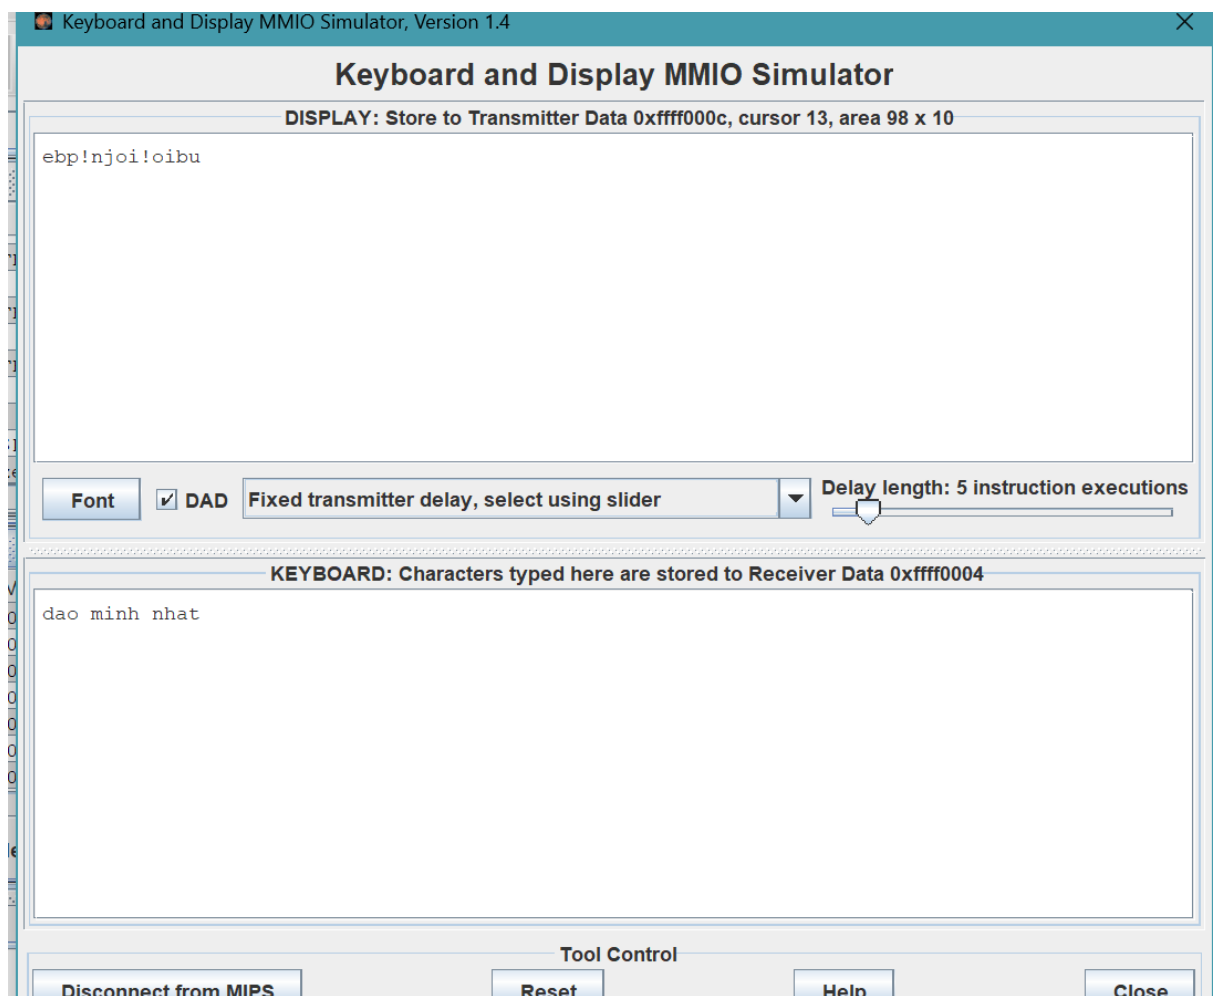 Keyboard and Display MMIO Simulator, Version 1.4
Keyboard and Display MMIO Simulator
DISPLAY: Store to Transmitter Data 0xffff000c, cursor 13, area 98 x 10
ebp!njoi!oibu
Font
DAD
Fixed transmitter delay, select using slider
Delay length: 5 instruction executions
KEYBOARD: Characters typed here are stored to Receiver Data 0xffff0004
dao minh nhat
Tool Control
Disconnect from MIPS
Reset
Help
Close